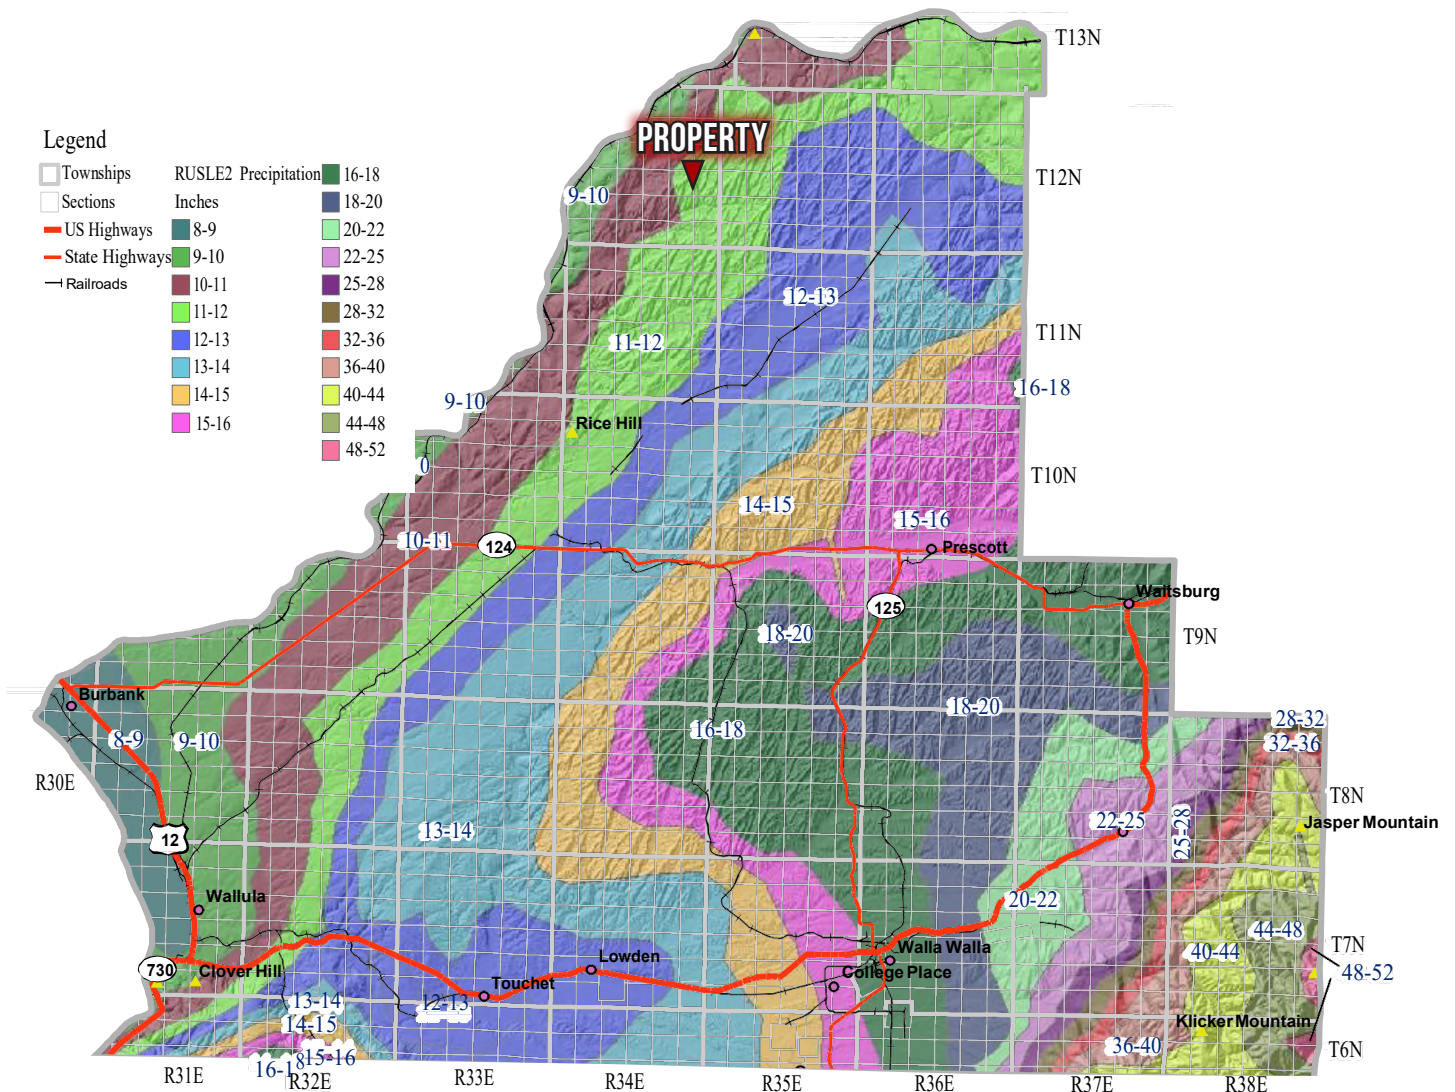 T13N
PROPERTY
Legend
Townships
RUSLE2 Precipitation
16-18
Sections
Inches
18-20
US Highways
8-9
20-22
State Highways
9-10
22-25
Railroads
10-11
25-28
11-12
28-32
12-13
32-36
13-14
36-40
14-15
40-44
15-16
44-48
48-52
T12N
9-10
12-13
T11N
11-12
16-18
9-10
Rice Hill
0
T10N
14-15
15-16
10-11
124
Prescott
Waitsburg
125
18-20
T9N
Burbank
18-20
28-32
16-18
8-9
9-10
32-36
R30E
T8N
22-25
Jasper Mountain
13-14
25-28
12
Wallula
20-22
44-48
T7N
Walla Walla
40-44
Lowden
730
Clover Hill
College Place
48-52
Touchet
13-14
12-13
14-15
Klicker Mountain
36-40
T6N
15-16
16-18
R31E
R32E
R33E
R34E
R35E
R36E
R37E
R38E